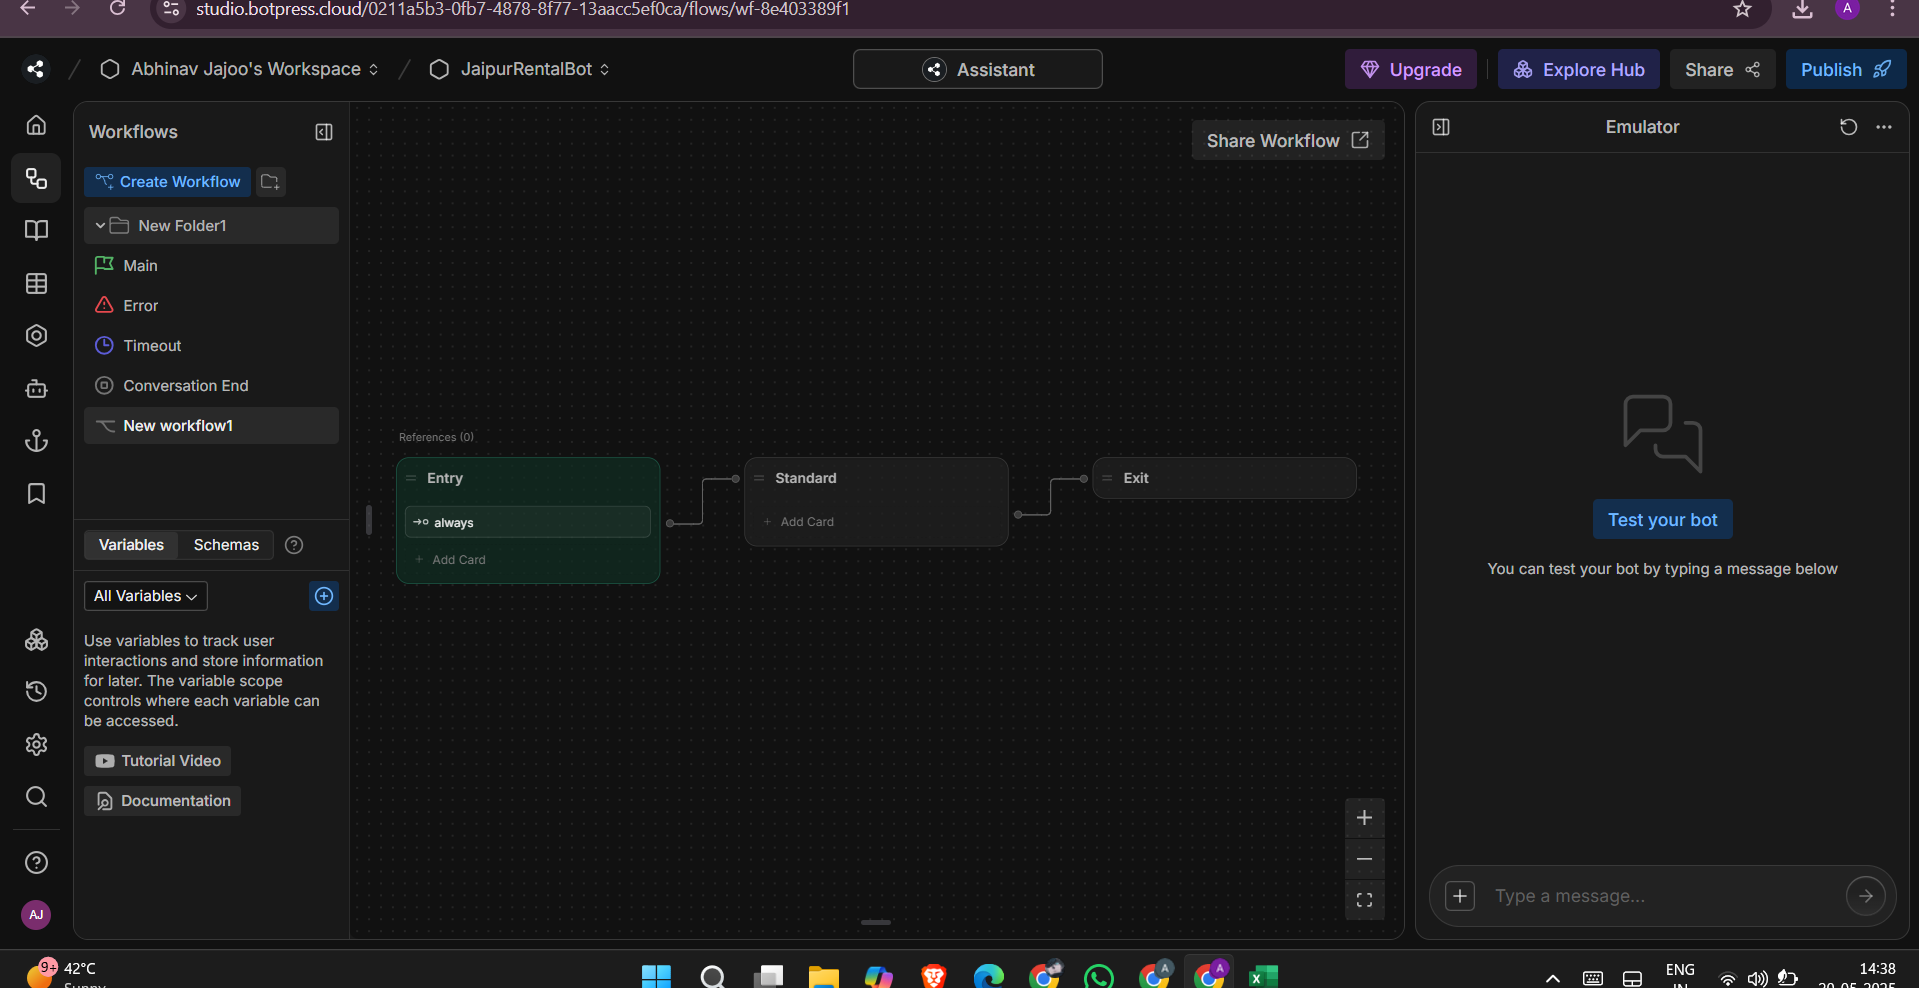 studio.botpress.cloud/0211a5b3-0fb7-4878-8f77-13aacc5ef0ca/flows/wf-8e403389f1
A
Abhinav Jajoo's Workspace
JaipurRentalBot
Assistant
Upgrade
Explore Hub
Share
Publish
Workflows
Create Workflow
New Folder1
Main
Error
Timeout
Conversation End
New workflow1
Variables
Schemas
All Variables
Use variables to track user
interactions and store information
for later. The variable scope
controls where each variable can
be accessed.
Tutorial Video
Documentation
AJ
Share Workflow
References (0)
Entry
always
+ Add Card
Standard
+ Add Card
Exit
Emulator
Test your bot
You can test your bot by typing a message below
Type a message...
9+
42°C
Sunny
A
A
ENG
IN
14:38
20-05-2025